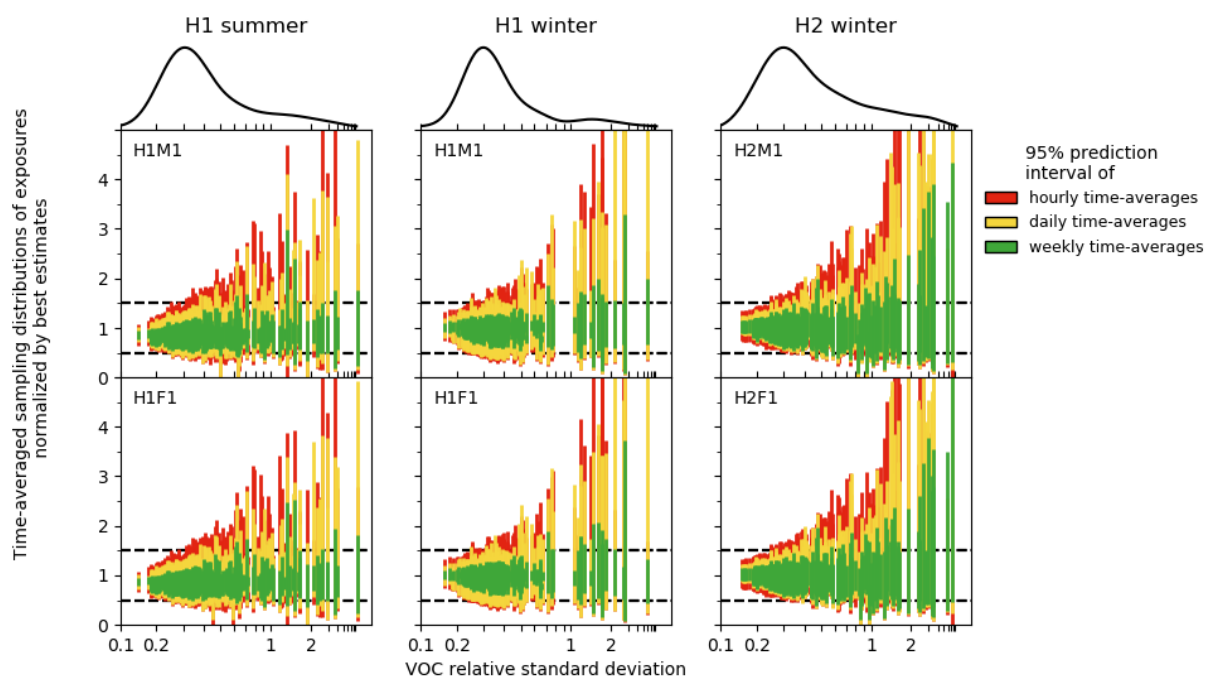 H1 summer
H1 winter
H2 winter
Time-averaged sampling distributions of exposures
normalized by best estimates
H1M1
H1M1
H2M1
4
3
2
1
0
H1F1
H1F1
H2F1
4
3
2
1
0
0.1 0.2 1 2
0.1 0.2 1 2
0.1 0.2 1 2
VOC relative standard deviation
95% prediction
interval of
hourly time-averages
daily time-averages
weekly time-averages